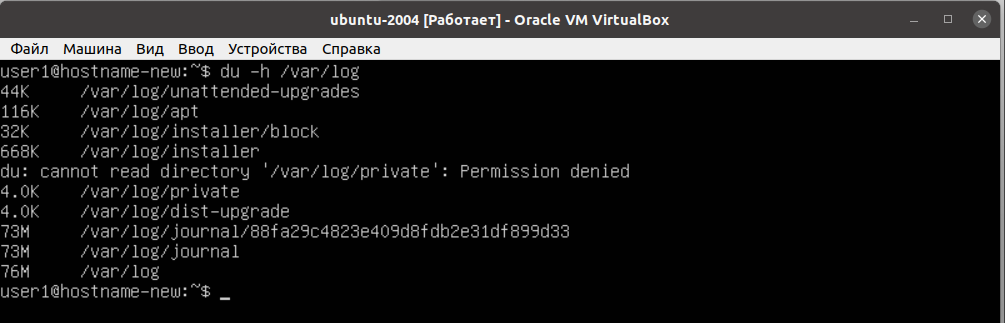 ubuntu-2004 [Работает] - Oracle VM VirtualBox
Файл Машина Вид Ввод Устройства Справка
user1@hostname-new:~$ du -h /var/log
44K /var/log/unattended-upgrades
116K /var/log/apt
32K /var/log/installer/block
668K /var/log/installer
du: cannot read directory '/var/log/private': Permission denied
4.0K /var/log/private
4.0K /var/log/dist-upgrade
73M /var/log/journal/88fa29c4823e409d8fdb2e31df899d33
73M /var/log/journal
76M /var/log
user1@hostname-new:~$ _